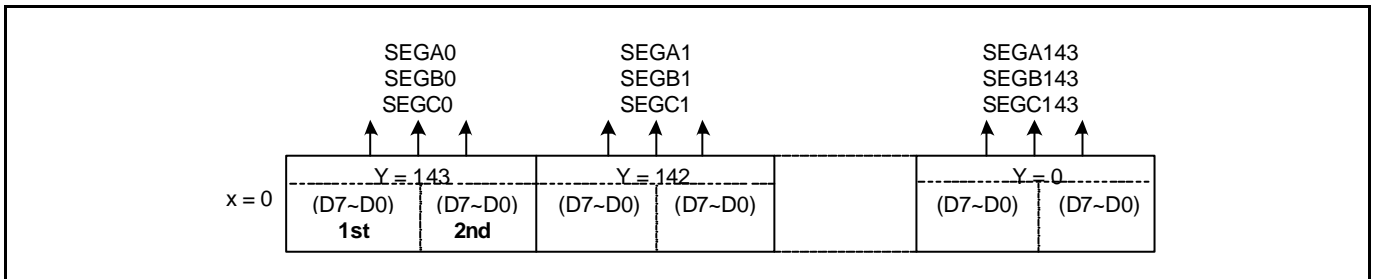 SEGA0 SEGA1 SEGA143
SEGB0 SEGB1 SEGB143
SEGC0 SEGC1 SEGC143
Y = 143 Y = 142 Y = 0
x = 0 (D7~D0) (D7~D0) (D7~D0) (D7~D0) (D7~D0) (D7~D0)
1st 2nd